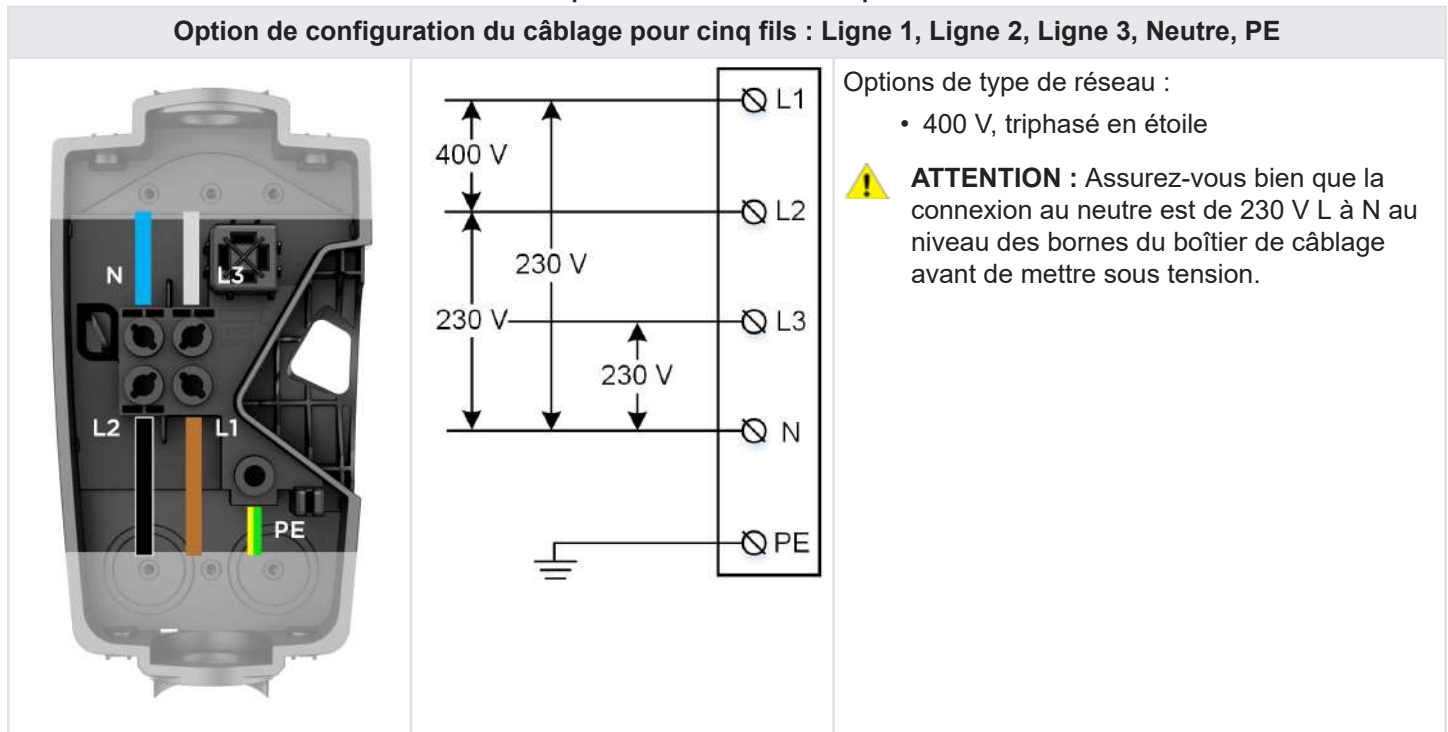 Option de configuration du câblage pour cinq fils : Ligne 1, Ligne 2, Ligne 3, Neutre, PE
N
L3
L2
L1
PE
L1
400 V
L2
230 V
230 V
L3
230 V
N
PE
Options de type de réseau :
• 400 V, triphasé en étoile
ATTENTION : Assurez-vous bien que la
connexion au neutre est de 230 V L à N au
niveau des bornes du boîtier de câblage
avant de mettre sous tension.